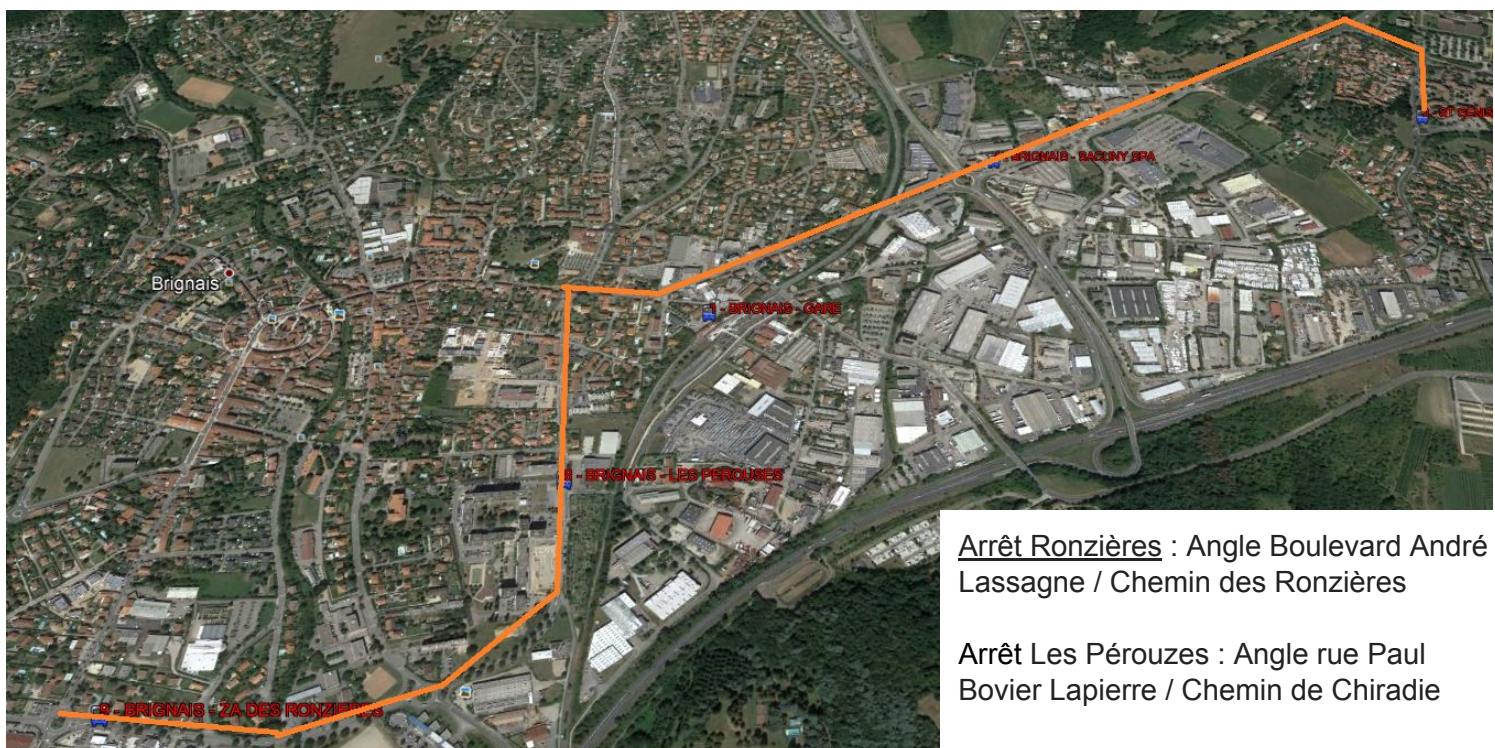 ST GENIS
BRIGNAIS - SACUNY SPA
Brignais
BRIGNAIS - GARE
BRIGNAIS - LES PEROUSES
Arrêt Ronzières : Angle Boulevard André
Lassagne / Chemin des Ronzières
Arrêt Les Pérouzes : Angle rue Paul
Bovier Lapierre / Chemin de Chiradie
BRIGNAIS - ZA DES RONZIERES